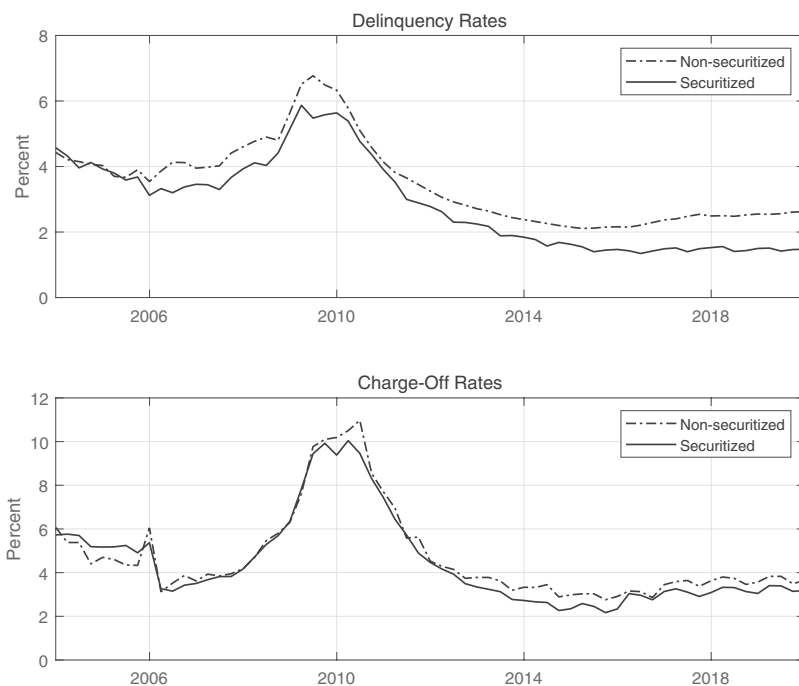 Delinquency Rates
8
Non-securitized
Securitized
6
Percent
4
2
0
2006 2010 2014 2018
Charge-Off Rates
12
Non-securitized
Securitized
10
8
Percent
6
4
2
0
2006 2010 2014 2018